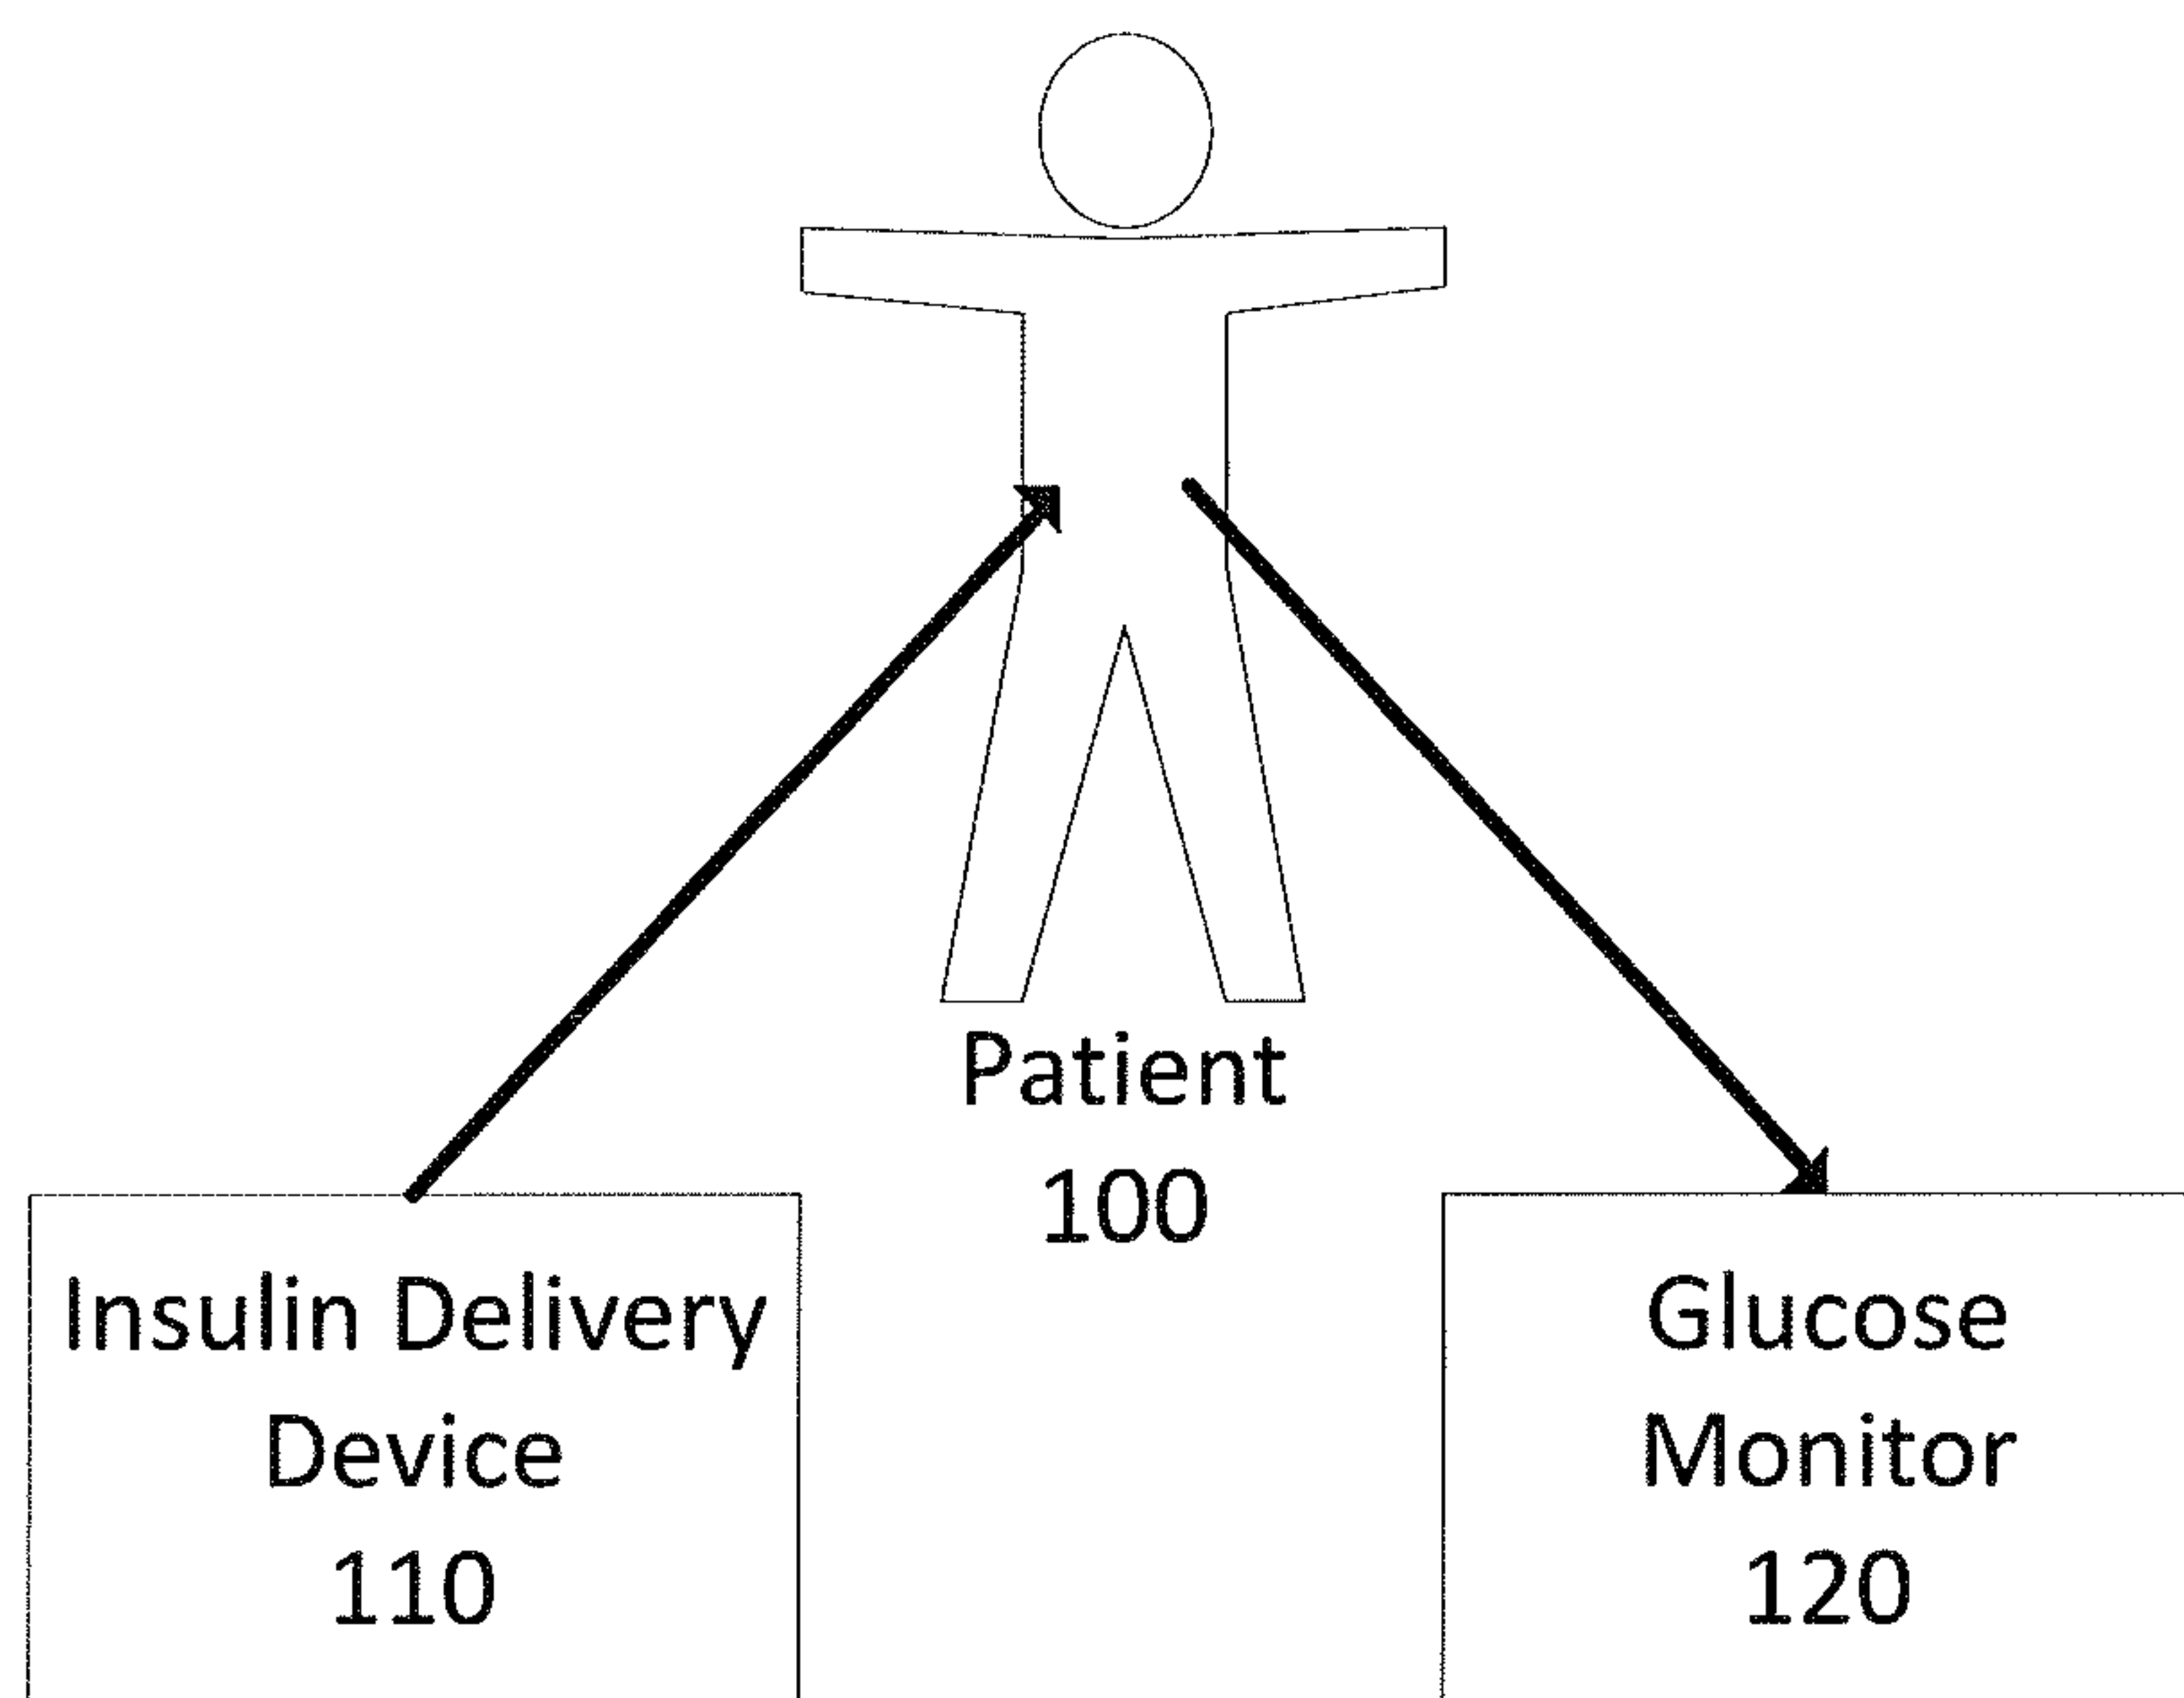 Patient
100
Insulin Delivery
Device
110
Glucose
Monitor
120